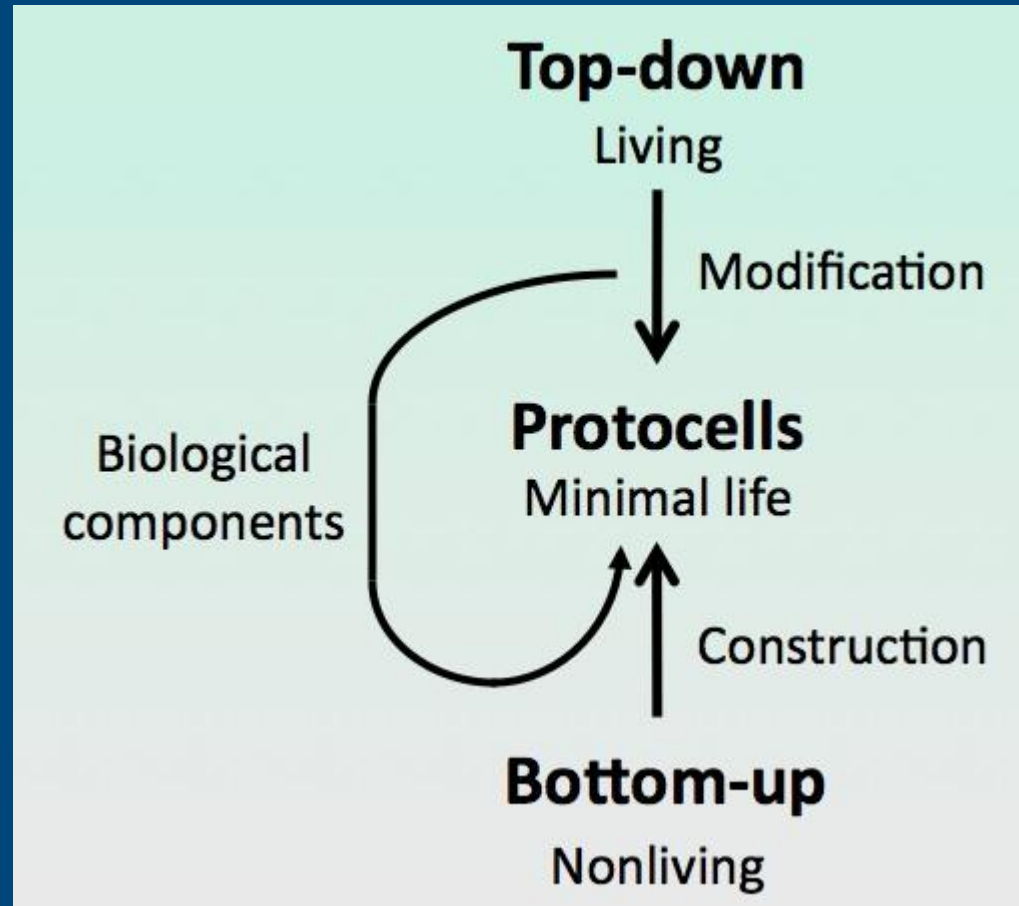 Top-down
Living
Modification
Protocells
Minimal life
Biological
components
Construction
Bottom-up
Nonliving